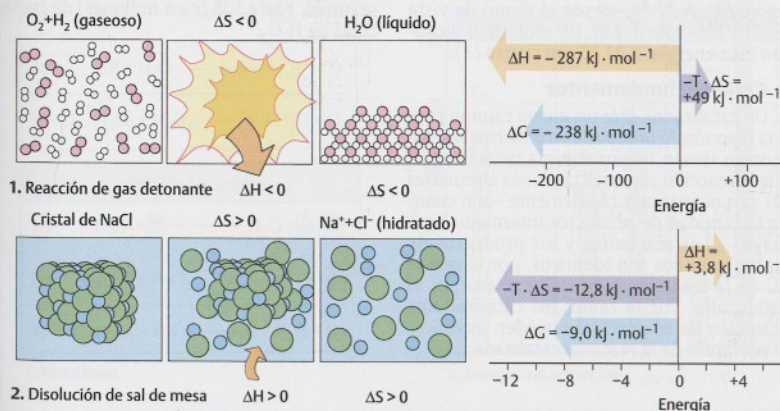 O₂+H₂ (gaseoso) ΔS < 0 H₂O (líquido)
ΔH = – 287 kJ · mol⁻¹
–T · ΔS =
+49 kJ · mol⁻¹
ΔG = – 238 kJ · mol⁻¹
–200 –100 0 +100
Energía
1. Reacción de gas detonante ΔH < 0 ΔS < 0
Cristal de NaCl ΔS > 0 Na⁺+Cl⁻ (hidratado)
ΔH =
+3,8 kJ · mol⁻¹
–T · ΔS = –12,8 kJ · mol⁻¹
ΔG = –9,0 kJ · mol⁻¹
–12 –8 –4 0 +4
Energía
2. Disolución de sal de mesa ΔH > 0 ΔS > 0